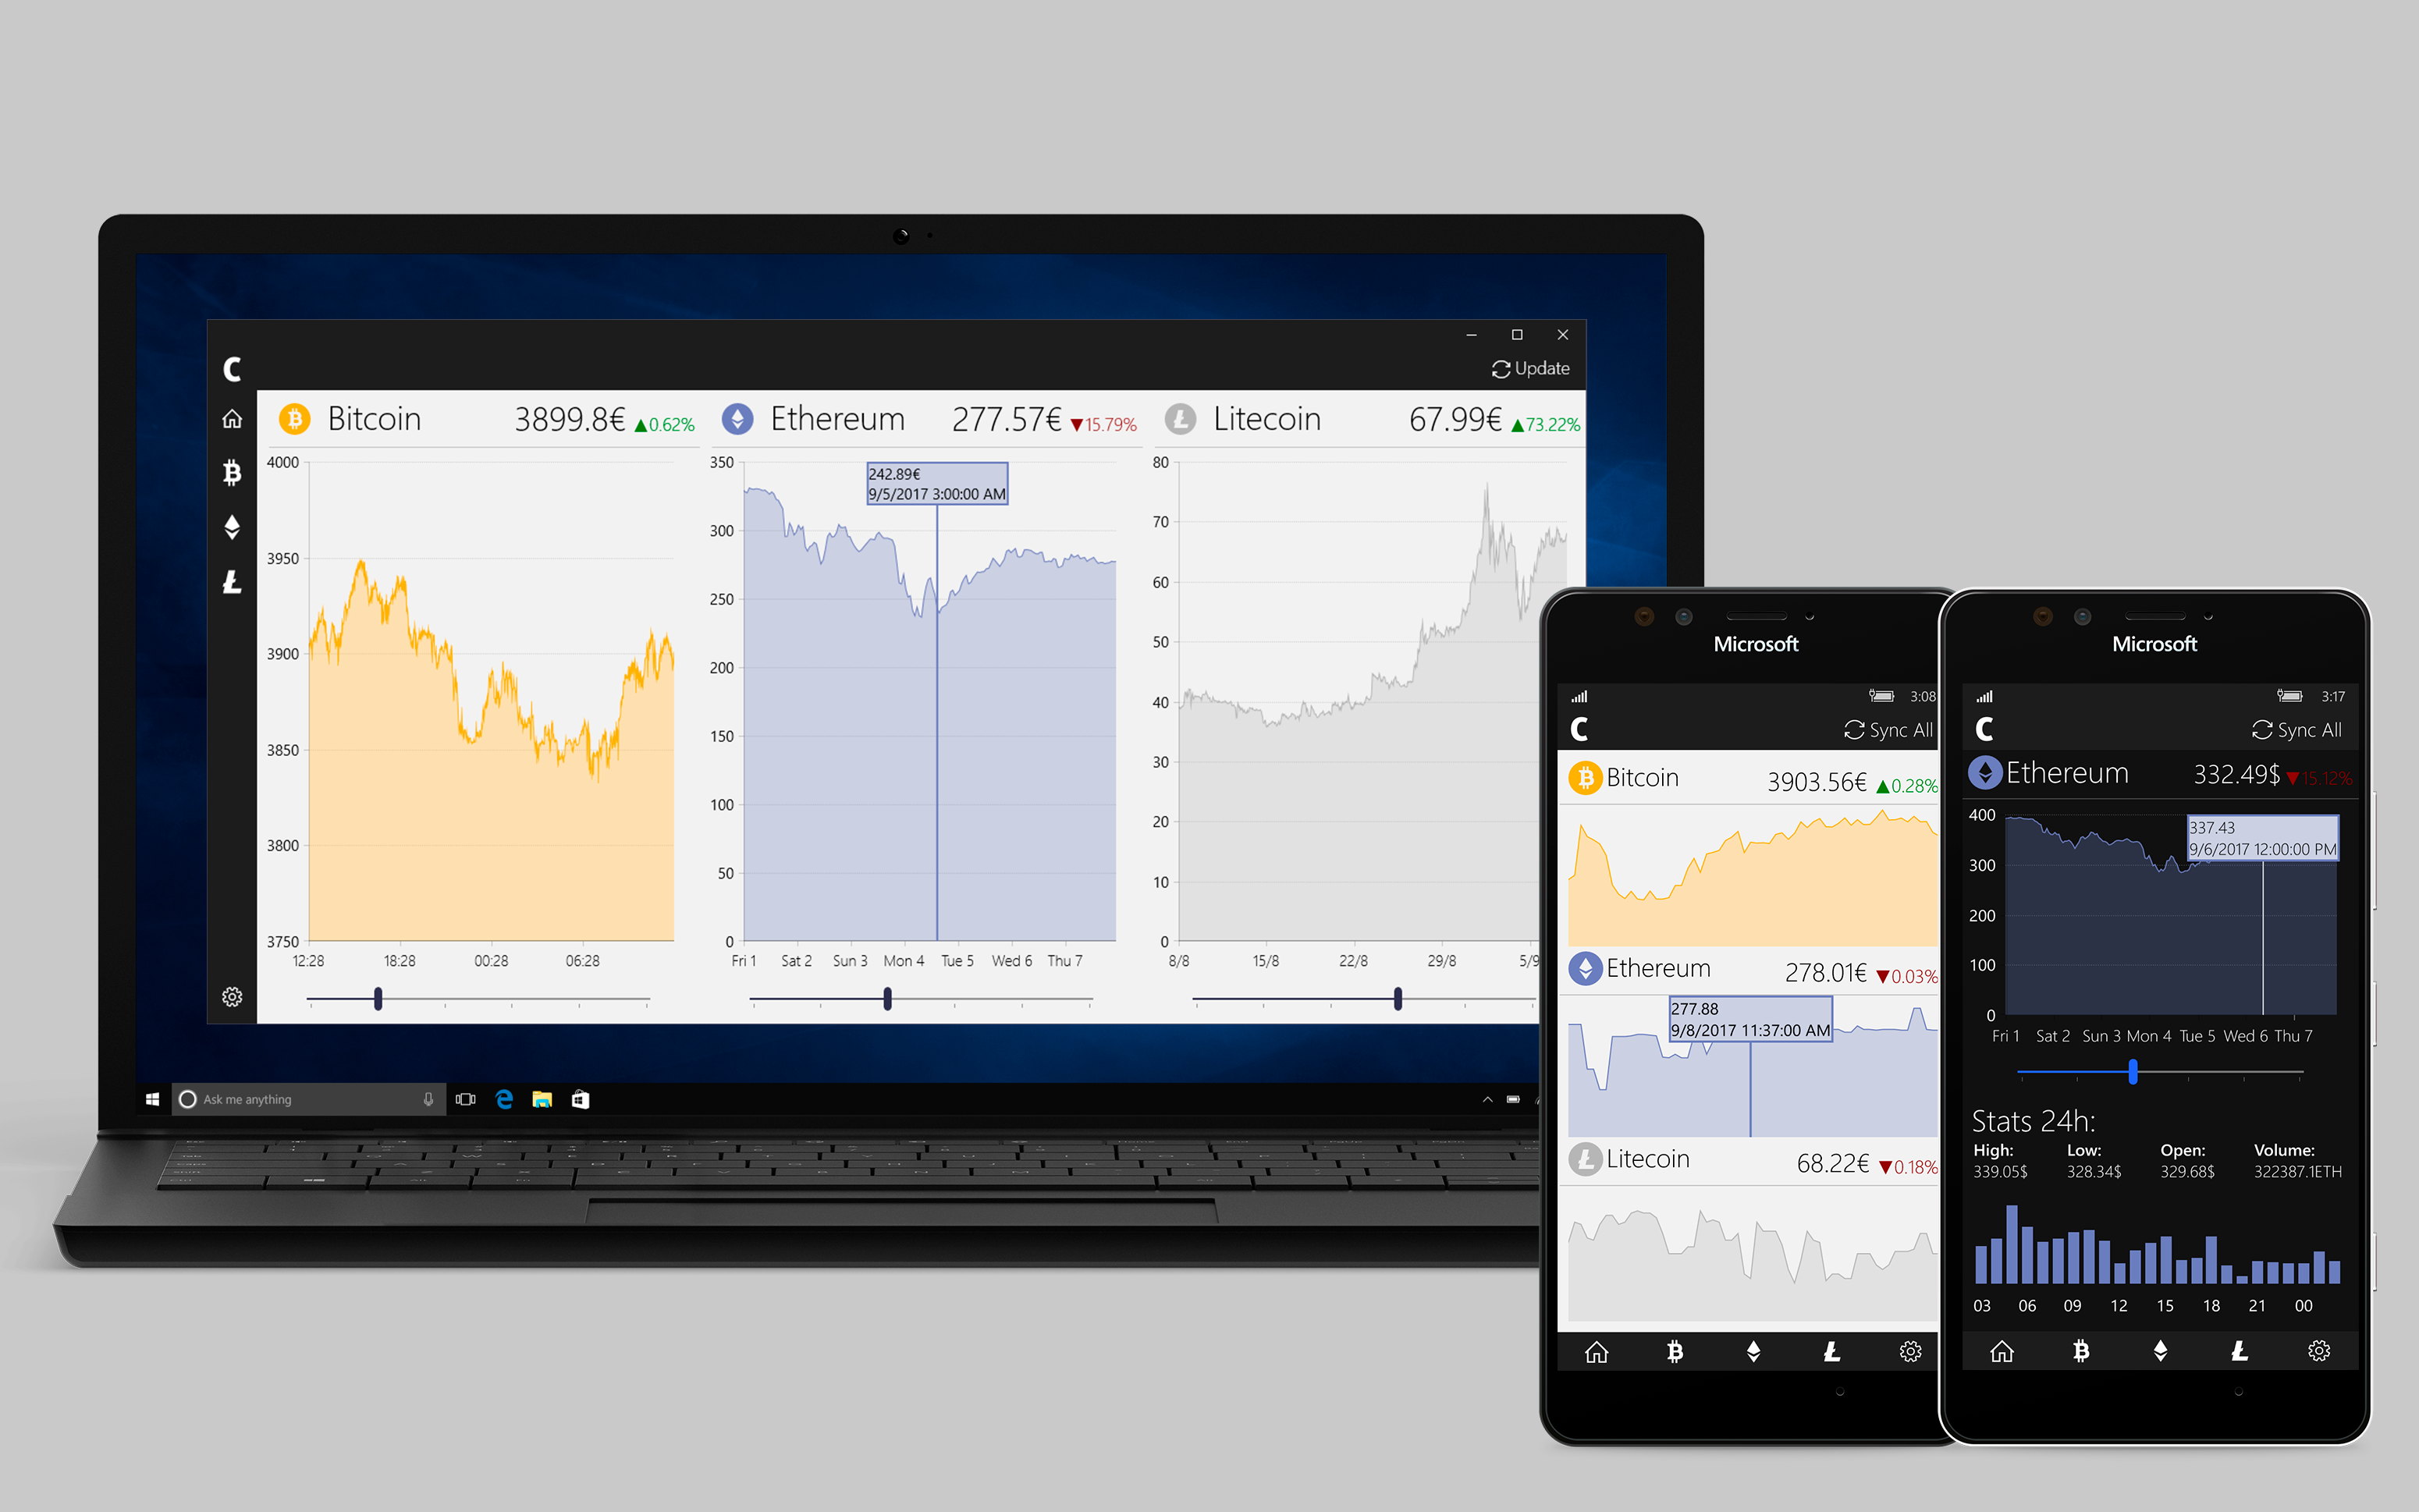 C
Update
Bitcoin 3899.8€ ▲0.62%
4000
3950
3900
3850
3800
3750
12:28 18:28 00:28 06:28
Ethereum 277.57€ ▼15.79%
350
300
250
200
150
100
50
0
242.89€
9/5/2017 3:00:00 AM
Fri 1 Sat 2 Sun 3 Mon 4 Tue 5 Wed 6 Thu 7
Litecoin 67.99€ ▲73.22%
80
70
60
50
40
30
20
10
0
8/8 15/8 22/8 29/8 5/9
Ask me anything
Microsoft
3:08
C
Sync All
Bitcoin 3903.56€ ▲0.28%
Ethereum 278.01€ ▼0.03%
277.88
9/8/2017 11:37:00 AM
Litecoin 68.22€ ▼0.18%
Microsoft
3:17
C
Sync All
Ethereum 332.49$ ▼15.12%
400
300
200
100
0
337.43
9/6/2017 12:00:00 PM
Fri 1 Sat 2 Sun 3 Mon 4 Tue 5 Wed 6 Thu 7
Stats 24h:
High: Low: Open: Volume:
339.05$ 328.34$ 329.68$ 322387.1ETH
03 06 09 12 15 18 21 00